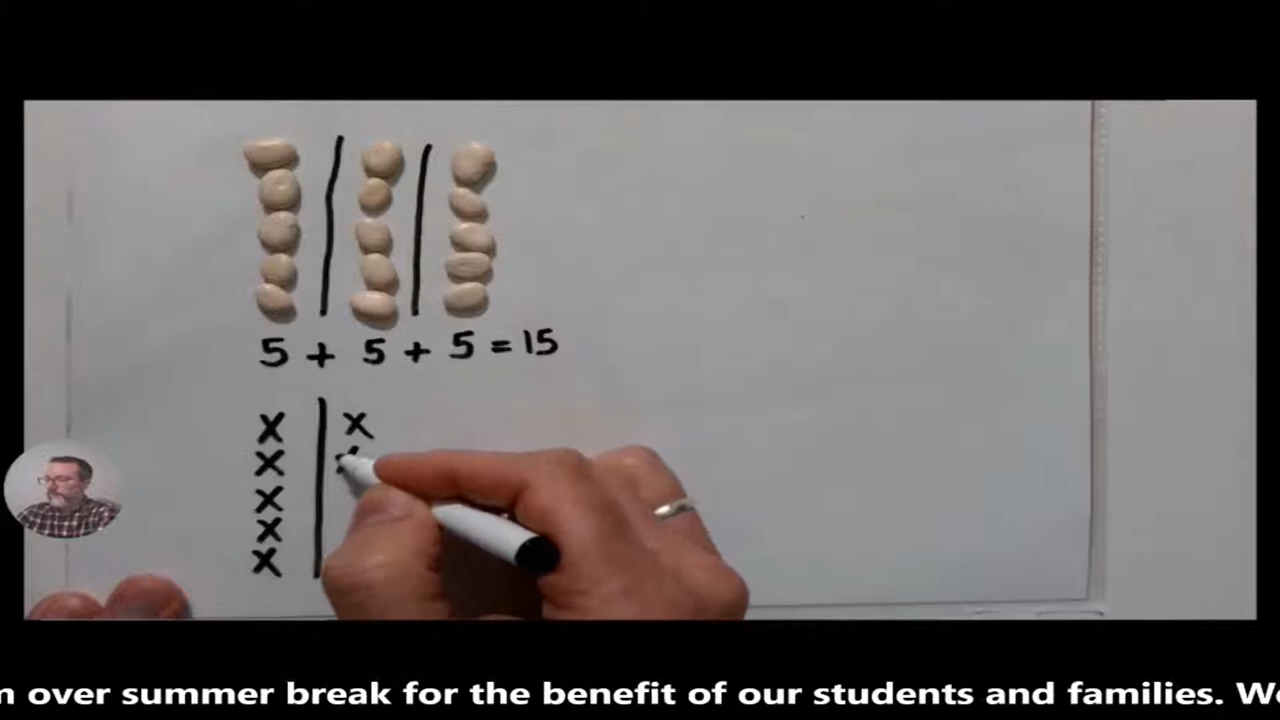 5 + 5 + 5 = 15
X X
X
X
X
X
over summer break for the benefit of our students and families.